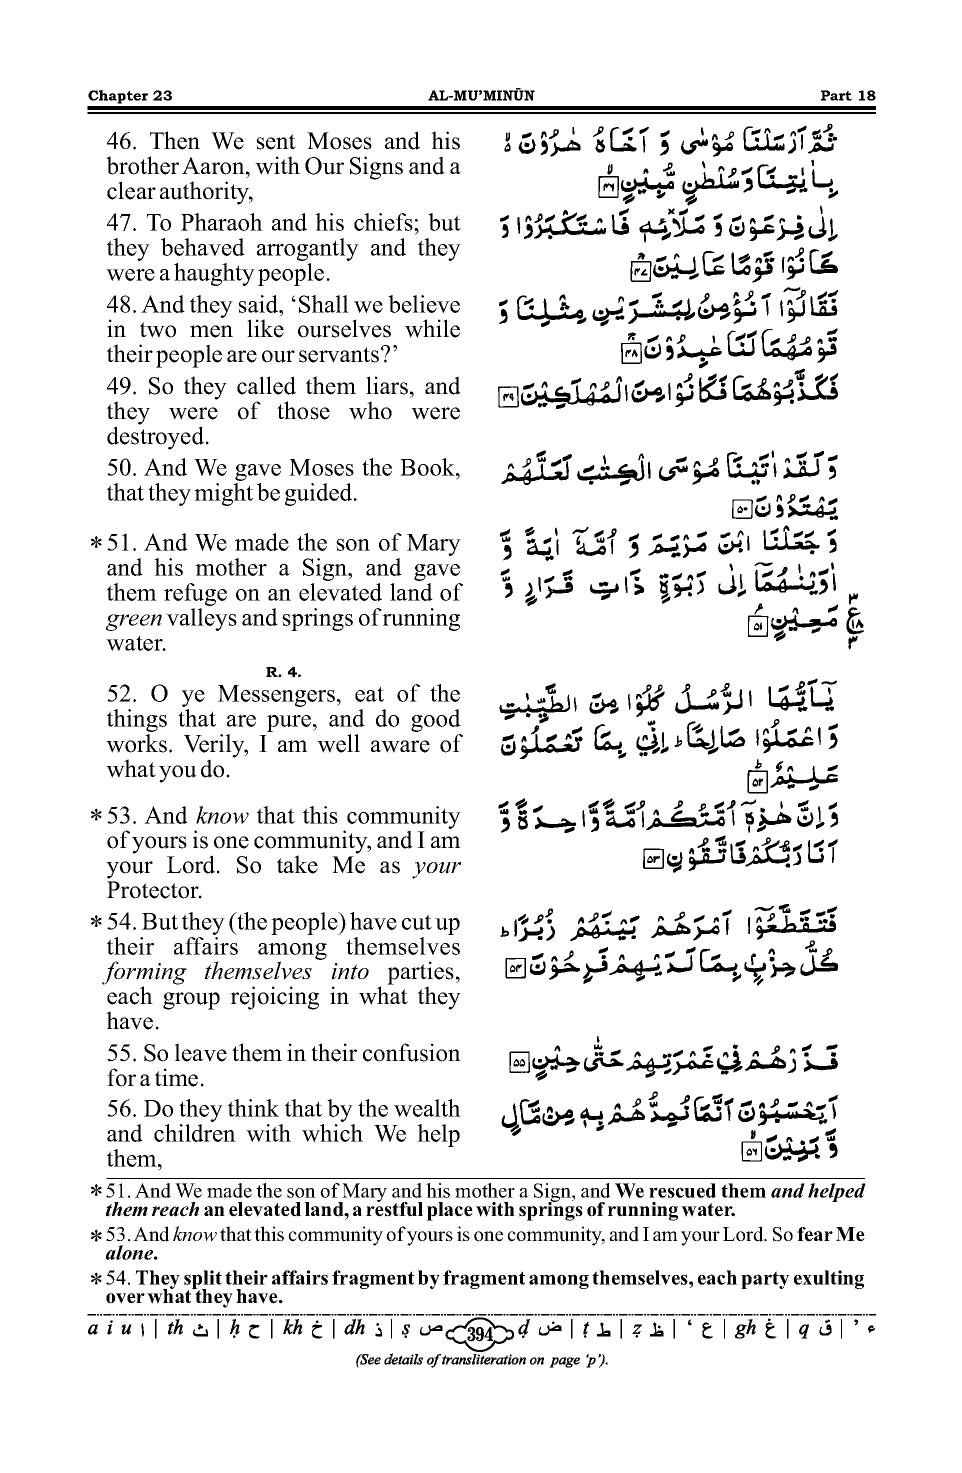 Chapter 23 AL-MU’MINŪN Part 18
46. Then We sent Moses and his
brother Aaron, with Our Signs and a
clear authority,
ثُمَّ اَرْسَلْنَا مُوْسٰى وَ اَخَاهُ هٰرُوْنَ ۙ
بِاٰيٰتِنَا وَ سُلْطٰنٍ مُّبِيْنٍ ۙ﴿۴۶﴾
47. To Pharaoh and his chiefs; but
they behaved arrogantly and they
were a haughty people.
اِلٰى فِرْعَوْنَ وَ مَلَا۠ئِهٖ فَاسْتَكْبَرُوْا وَ
كَانُوْا قَوْمًا عَالِيْنَ ۚ﴿۴۷﴾
48. And they said, ‘Shall we believe
in two men like ourselves while
their people are our servants?’
فَقَالُوْۤا اَنُؤْمِنُ لِبَشَرَيْنِ مِثْلِنَا وَ
قَوْمُهُمَا لَنَا عٰبِدُوْنَ ۚ﴿۴۸﴾
49. So they called them liars, and
they were of those who were
destroyed.
فَكَذَّبُوْهُمَا فَكَانُوْا مِنَ الْمُهْلَكِيْنَ ﴿۴۹﴾
50. And We gave Moses the Book,
that they might be guided.
وَ لَقَدْ اٰتَيْنَا مُوْسَى الْكِتٰبَ لَعَلَّهُمْ
يَهْتَدُوْنَ ﴿۵۰﴾
*51. And We made the son of Mary
and his mother a Sign, and gave
them refuge on an elevated land of
green valleys and springs of running
water.
وَ جَعَلْنَا ابْنَ مَرْيَمَ وَ اُمَّهٗۤ اٰيَةً وَّ
اٰوَيْنٰهُمَاۤ اِلٰى رَبْوَةٍ ذَاتِ قَرَارٍ وَّ
مَعِيْنٍ ﴿۵۱﴾ ۳ ع ۱۸ ۳
R. 4.
52. O ye Messengers, eat of the
things that are pure, and do good
works. Verily, I am well aware of
what you do.
يٰۤاَيُّهَا الرُّسُلُ كُلُوْا مِنَ الطَّيِّبٰتِ
وَ اعْمَلُوْا صَالِحًا ؕ اِنِّيْ بِمَا تَعْمَلُوْنَ
عَلِيْمٌ ؕ﴿۵۲﴾
*53. And know that this community
of yours is one community, and I am
your Lord. So take Me as your
Protector.
وَ اِنَّ هٰذِهٖۤ اُمَّتُكُمْ اُمَّةً وَّاحِدَةً وَّ
اَنَا رَبُّكُمْ فَاتَّقُوْنِ ﴿۵۳﴾
*54. But they (the people) have cut up
their affairs among themselves
forming themselves into parties,
each group rejoicing in what they
have.
فَتَقَطَّعُوْۤا اَمْرَهُمْ بَيْنَهُمْ زُبُرًا ؕ
كُلُّ حِزْبٍۭ بِمَا لَدَيْهِمْ فَرِحُوْنَ ﴿۵۴﴾
55. So leave them in their confusion
for a time.
فَذَرْهُمْ فِيْ غَمْرَتِهِمْ حَتّٰى حِيْنٍ ﴿۵۵﴾
56. Do they think that by the wealth
and children with which We help
them,
اَيَحْسَبُوْنَ اَنَّمَا نُمِدُّهُمْ بِهٖ مِنْ مَّالٍ
وَّ بَنِيْنَ ۙ﴿۵۶﴾
*51. And We made the son of Mary and his mother a Sign, and We rescued them and helped
them reach an elevated land, a restful place with springs of running water.
*53. And know that this community of yours is one community, and I am your Lord. So fear Me
alone.
*54. They split their affairs fragment by fragment among themselves, each party exulting
over what they have.
a i u ا | th ث | ḥ ح | kh خ | dh ذ | ṣ ص 394 ḍ ض | ṭ ط | ẓ ظ | ‘ ع | gh غ | q ق | ’ ء
(See details of transliteration on page ‘p’).